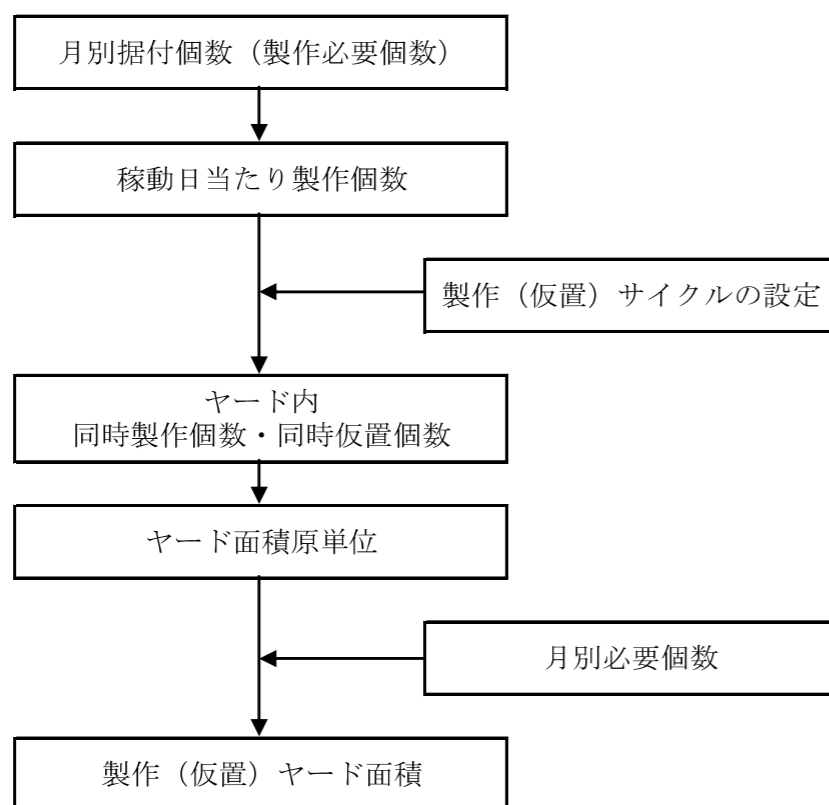 月別据付個数（製作必要個数）
稼動日当たり製作個数
製作（仮置）サイクルの設定
ヤード内
同時製作個数・同時仮置個数
ヤード面積原単位
月別必要個数
製作（仮置）ヤード面積